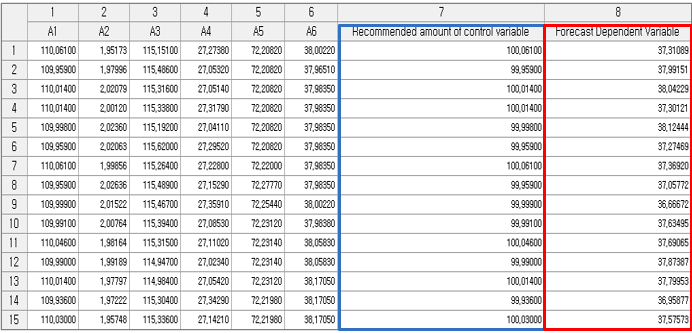 1 2 3 4 5 6 7 8
A1 A2 A3 A4 A5 A6 Recommended amount of control variable Forecast Dependent Variable
1 110,06100 1,95173 115,15100 27,27380 72,20820 38,00220 100,06100 37,31089
2 109,95900 1,97996 115,48600 27,05320 72,20820 37,96510 99,95900 37,99151
3 110,01400 2,02079 115,31600 27,05140 72,20820 37,98350 100,01400 38,04229
4 110,01400 2,00120 115,33800 27,31790 72,20820 37,98350 100,01400 37,30121
5 109,99800 2,02360 115,19200 27,04110 72,20820 37,98350 99,99800 38,12444
6 109,95900 2,02063 115,62000 27,29520 72,20820 37,98350 99,95900 37,27469
7 110,06100 1,99856 115,26400 27,22800 72,22000 37,98350 100,06100 37,36920
8 109,95900 2,02636 115,48900 27,15290 72,27770 37,98350 99,95900 37,05772
9 109,99900 2,01522 115,46700 27,35910 72,25440 38,00220 99,99900 36,66672
10 109,99100 2,00764 115,39400 27,08530 72,23120 37,98380 99,99100 37,63495
11 110,04600 1,98164 115,31500 27,11020 72,23140 38,05830 100,04600 37,69065
12 109,99000 1,99189 114,94700 27,02340 72,23140 38,05830 99,99000 37,87387
13 110,01400 1,97797 114,98400 27,05420 72,23120 38,17050 100,01400 37,79953
14 109,93600 1,97222 115,30400 27,34290 72,21980 38,17050 99,93600 36,95877
15 110,03000 1,95748 115,33600 27,14210 72,21980 38,17050 100,03000 37,57573